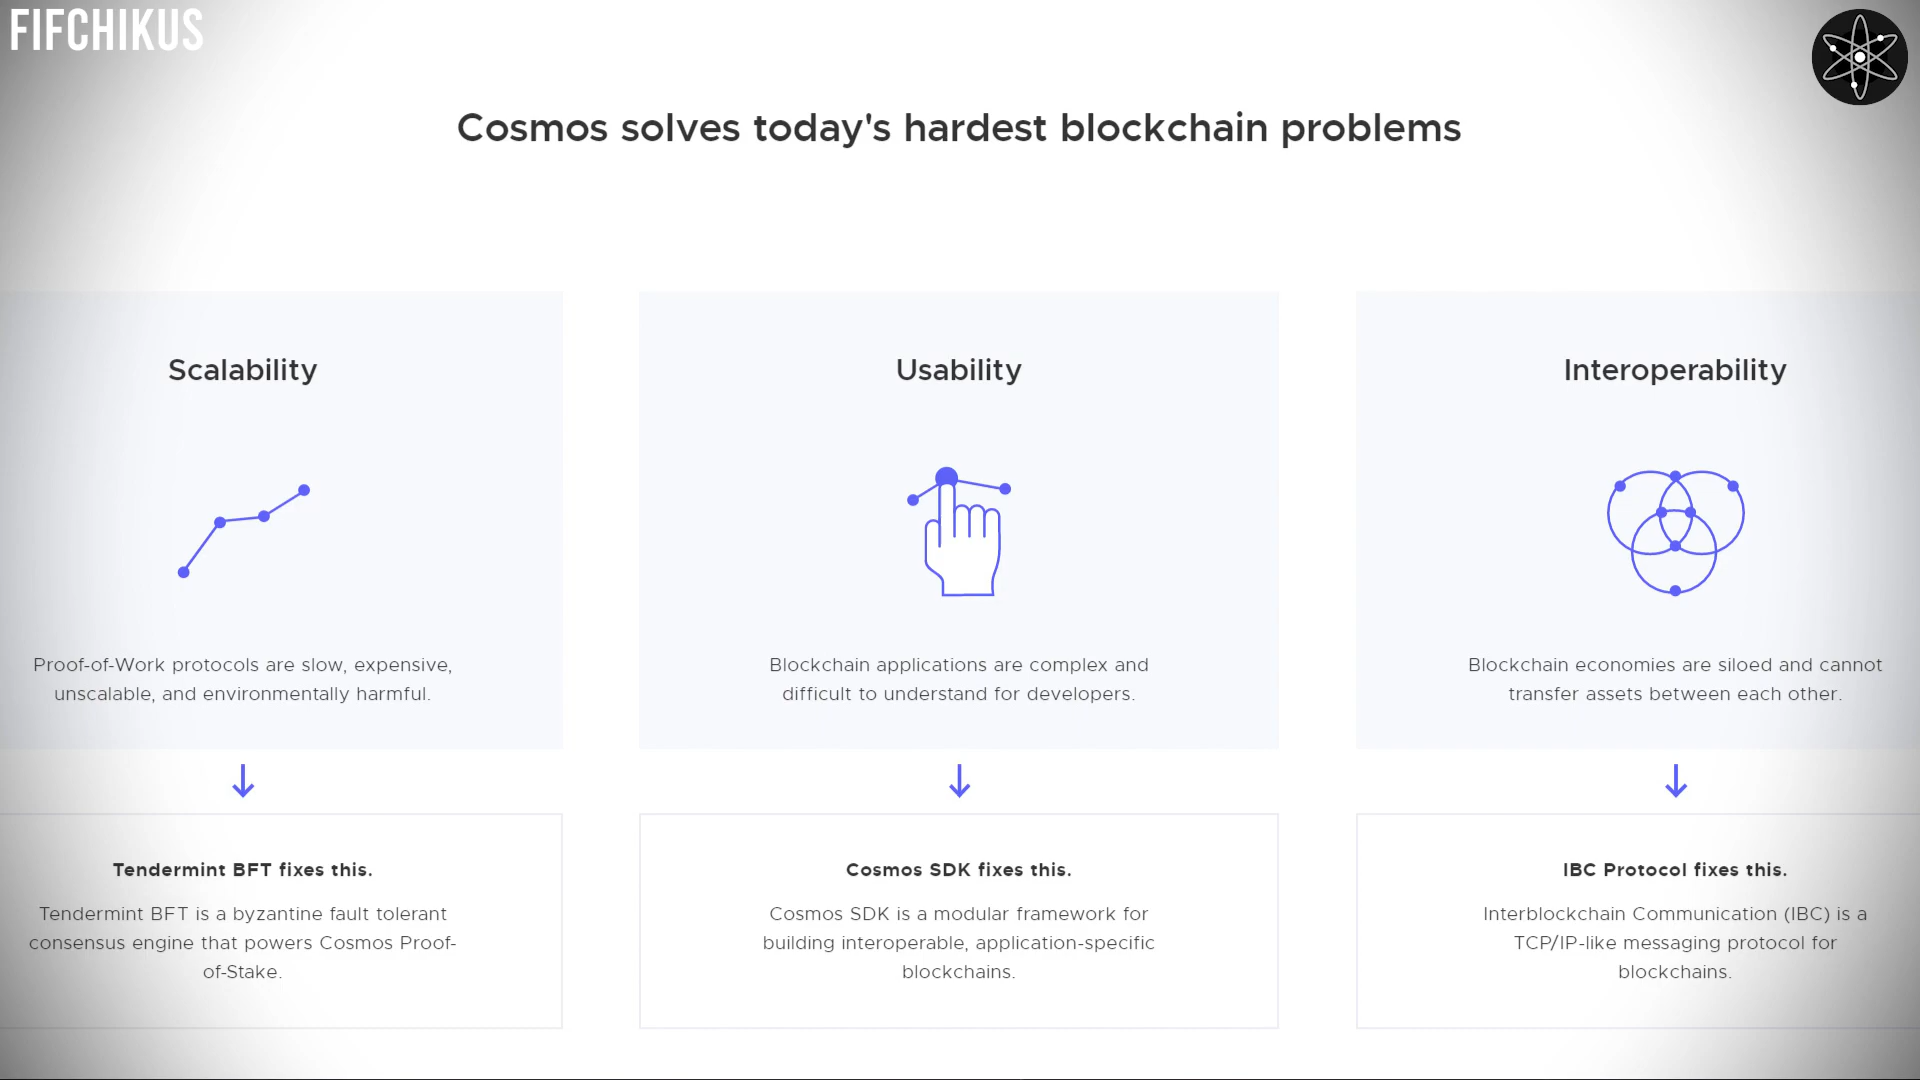 FIFCHIKUS
Cosmos solves today's hardest blockchain problems
Scalability
Proof-of-Work protocols are slow, expensive,
unscalable, and environmentally harmful.
Tendermint BFT fixes this.
Tendermint BFT is a byzantine fault tolerant
consensus engine that powers Cosmos Proof-
of-Stake.
Usability
Blockchain applications are complex and
difficult to understand for developers.
Cosmos SDK fixes this.
Cosmos SDK is a modular framework for
building interoperable, application-specific
blockchains.
Interoperability
Blockchain economies are siloed and cannot
transfer assets between each other.
IBC Protocol fixes this.
Interblockchain Communication (IBC) is a
TCP/IP-like messaging protocol for
blockchains.